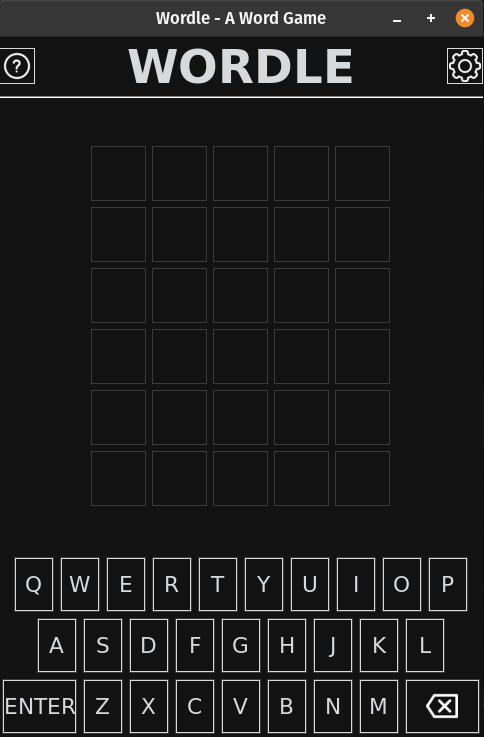 Wordle - A Word Game
?
WORDLE
Q W E R T Y U I O P
A S D F G H J K L
ENTER Z X C V B N M